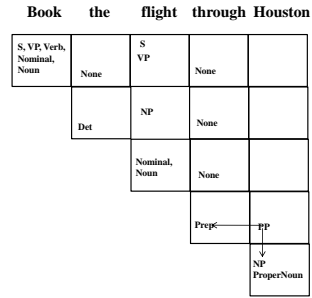 Book the flight through Houston
S, VP, Verb,
Nominal,
Noun
None
S
VP
None
Det
NP
None
Nominal,
Noun
None
Prep
PP
NP
ProperNoun